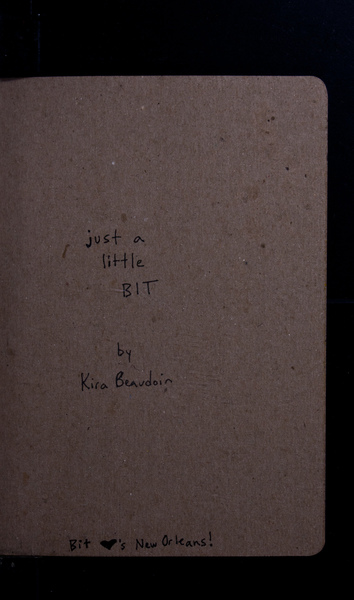 just a
little
BIT
by
Kira Beaudoin
Bit ♥'s New Orleans!